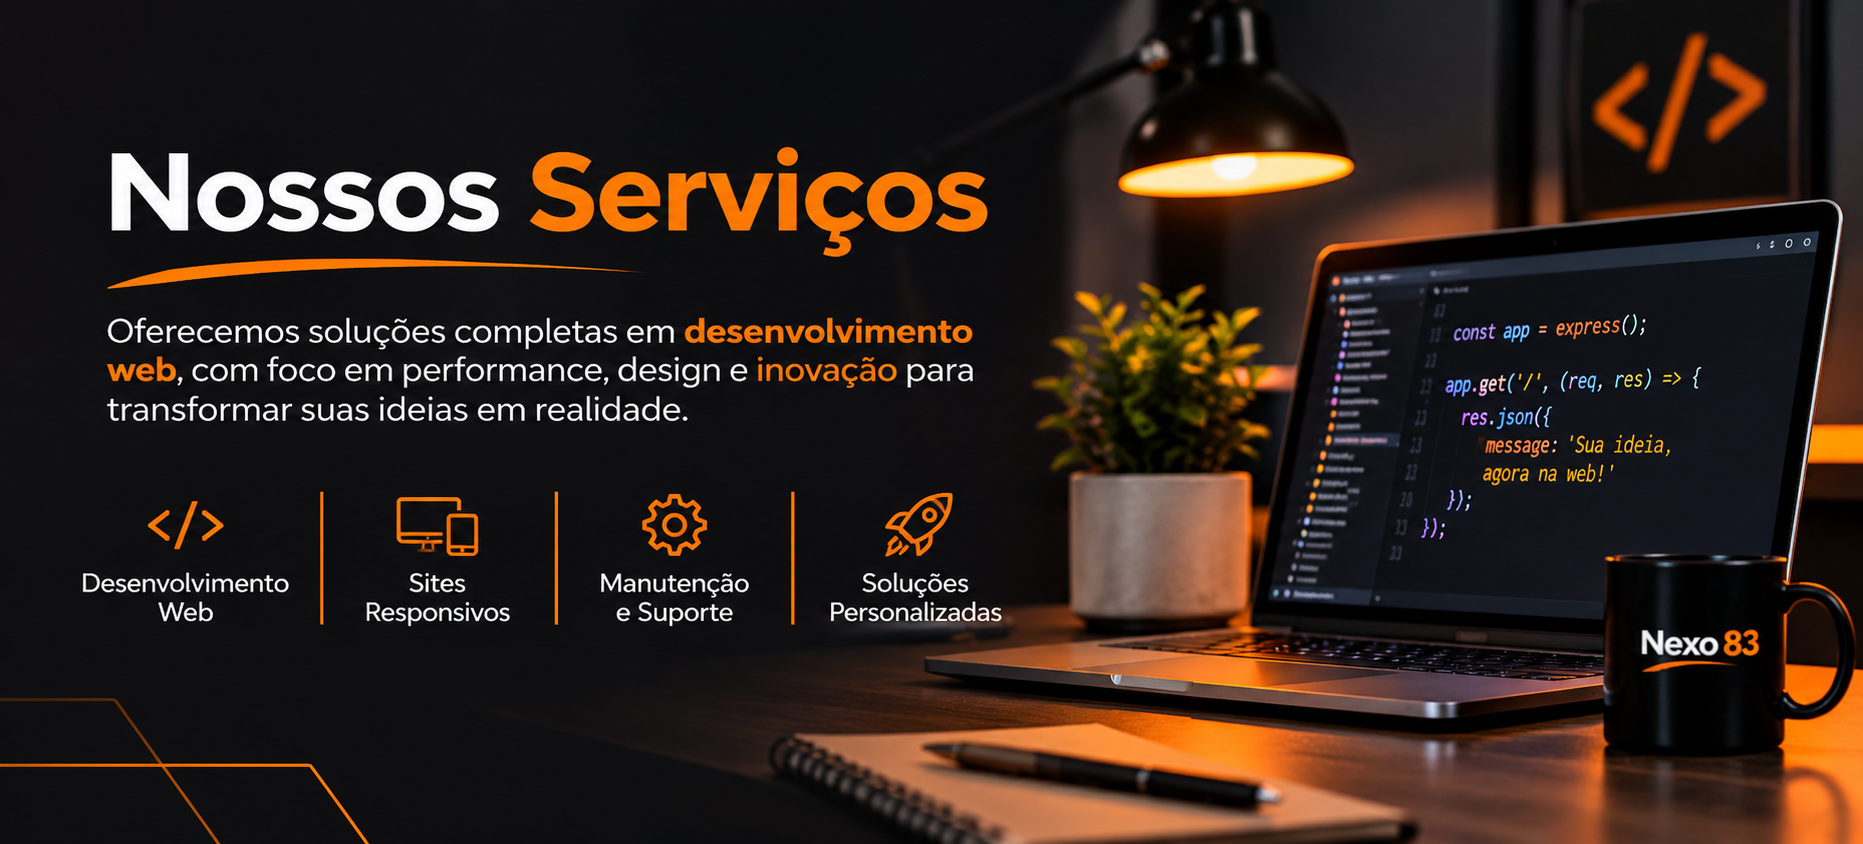 Nossos Serviços
Oferecemos soluções completas em desenvolvimento
web, com foco em performance, design e inovação para
transformar suas ideias em realidade.
</>
Desenvolvimento
Web
Sites
Responsivos
Manutenção
e Suporte
Soluções
Personalizadas
</>
const app = express();
app.get('/', (req, res) => {
res.json({
message: 'Sua ideia,
agora na web!'
});
});
Nexo 83